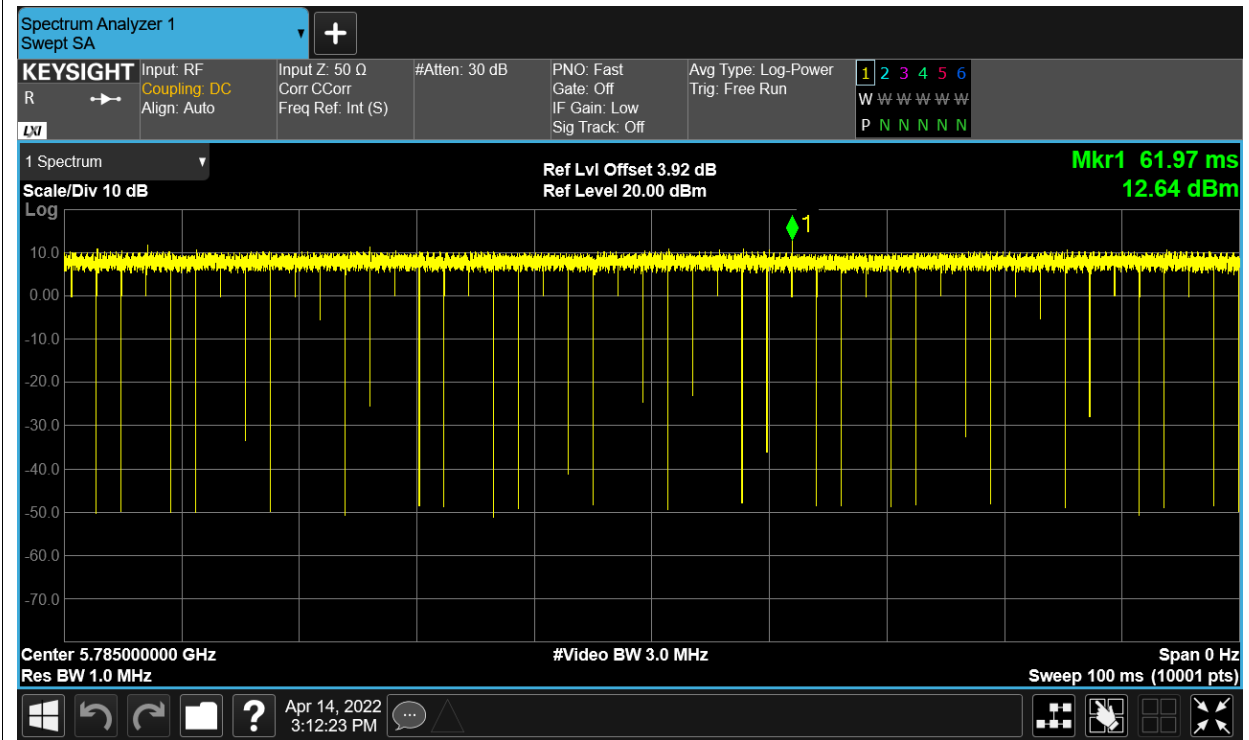 Spectrum Analyzer 1
Swept SA
KEYSIGHT
R
LXI
Input: RF
Coupling: DC
Align: Auto
Input Z: 50 Ω
Corr CCorr
Freq Ref: Int (S)
#Atten: 30 dB
PNO: Fast
Gate: Off
IF Gain: Low
Sig Track: Off
Avg Type: Log-Power
Trig: Free Run
1 2 3 4 5 6
W W W W W W
P N N N N N
1 Spectrum
Scale/Div 10 dB
Log
Ref Lvl Offset 3.92 dB
Ref Level 20.00 dBm
Mkr1 61.97 ms
12.64 dBm
1
10.0
0.00
-10.0
-20.0
-30.0
-40.0
-50.0
-60.0
-70.0
Center 5.785000000 GHz
Res BW 1.0 MHz
#Video BW 3.0 MHz
Span 0 Hz
Sweep 100 ms (10001 pts)
?
Apr 14, 2022
3:12:23 PM